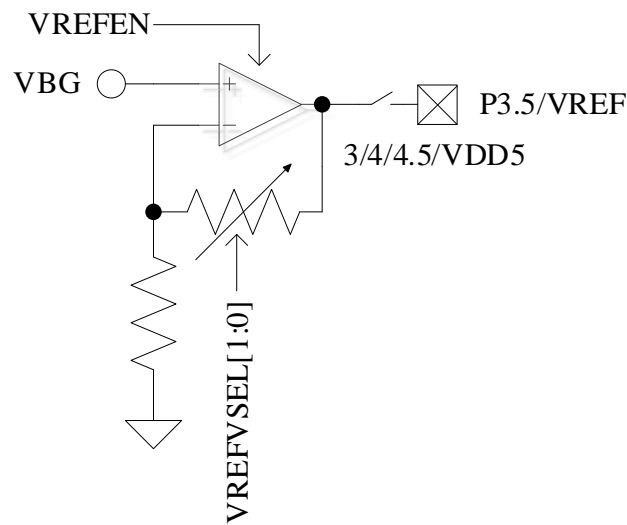 VREFEN
VBG
+
−
P3.5/VREF
3/4/4.5/VDD5
VREFVSEL[1:0]